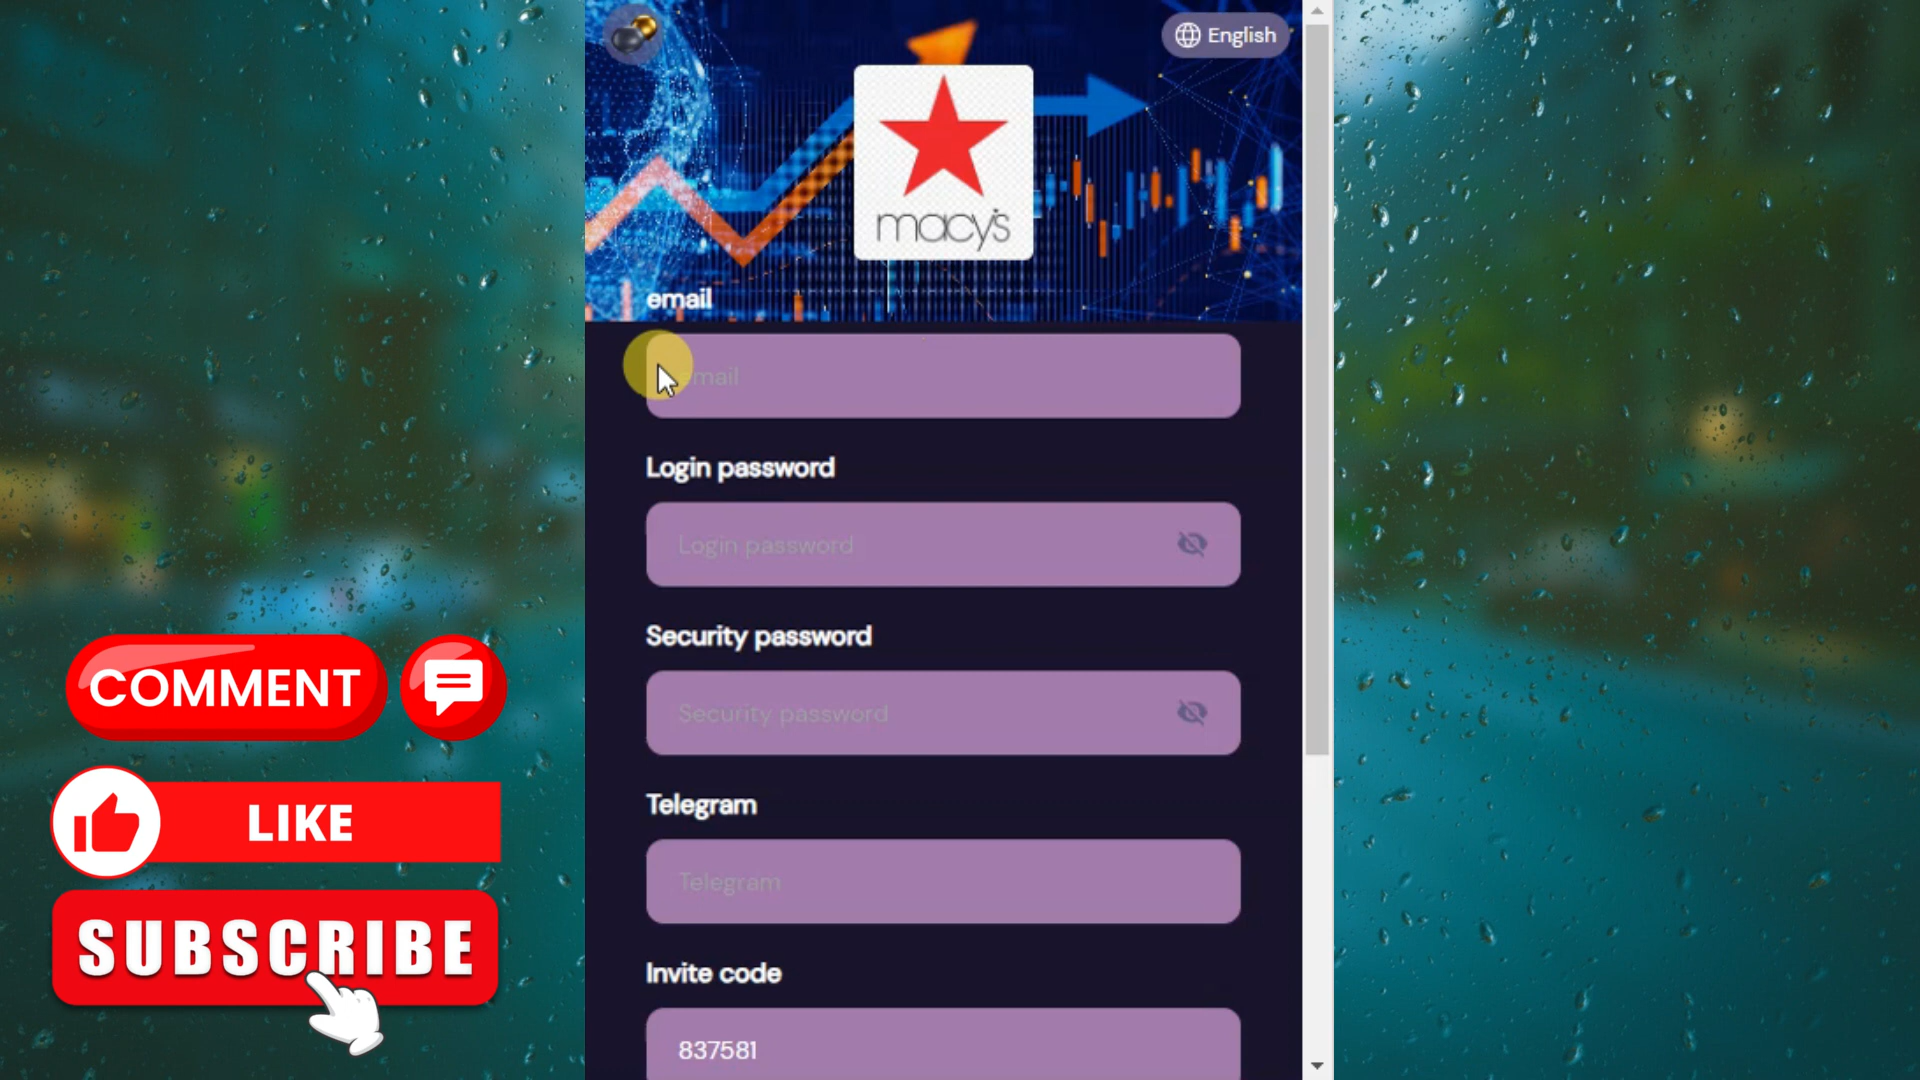 English
macy's
email
email
Login password
Login password
Security password
Security password
Telegram
Telegram
Invite code
837581
COMMENT
LIKE
SUBSCRIBE